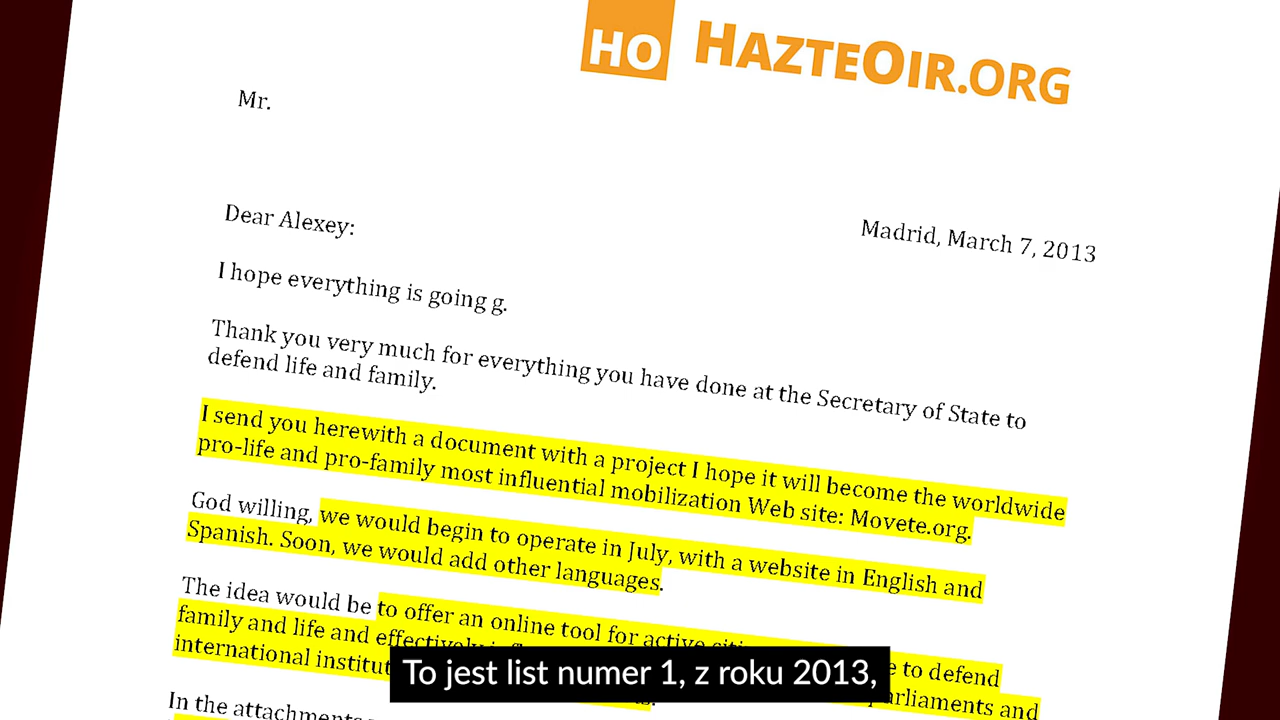 HO HAZTEOIR.ORG
Mr.
Madrid, March 7, 2013
Dear Alexey:
I hope everything is going g.
Thank you very much for everything you have done at the Secretary of State to
defend life and family.
I send you herewith a document with a project I hope it will become the worldwide
pro-life and pro-family most influential mobilization Web site: Movete.org.
God willing, we would begin to operate in July, with a website in English and
Spanish. Soon, we would add other languages.
The idea would be to offer an online tool for active to defend
family and life and effectively parliaments and
international
In the attachments
To jest list numer 1, z roku 2013,